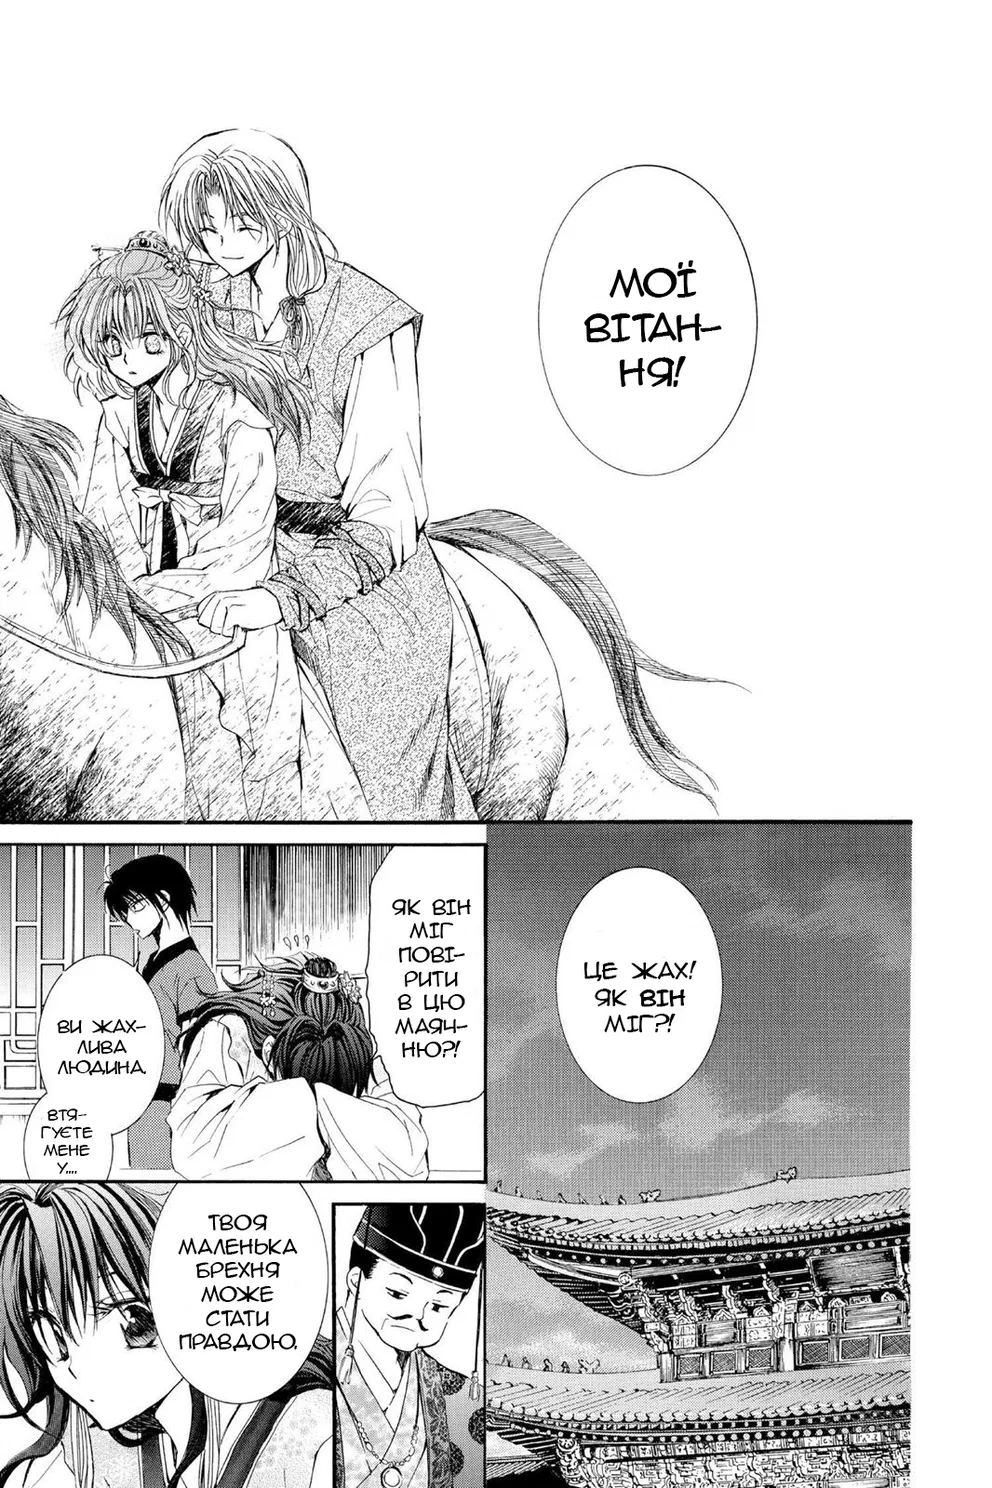 МОЇ
ВІТАН-
НЯ!
ЦЕ ЖАХ!
ЯК ВІН
МІГ?!
ЯК ВІН
МІГ
ПОВІ-
РИТИ
В ЦЮ
МАЯЧ-
НЮ?!
ВИ ЖАХ-
ЛИВА
ЛЮДИНА.
ВТЯ-
ГУЄТЕ
МЕНЕ
У....
ТВОЯ
МАЛЕНЬКА
БРЕХНЯ
МОЖЕ
СТАТИ
ПРАВДОЮ.